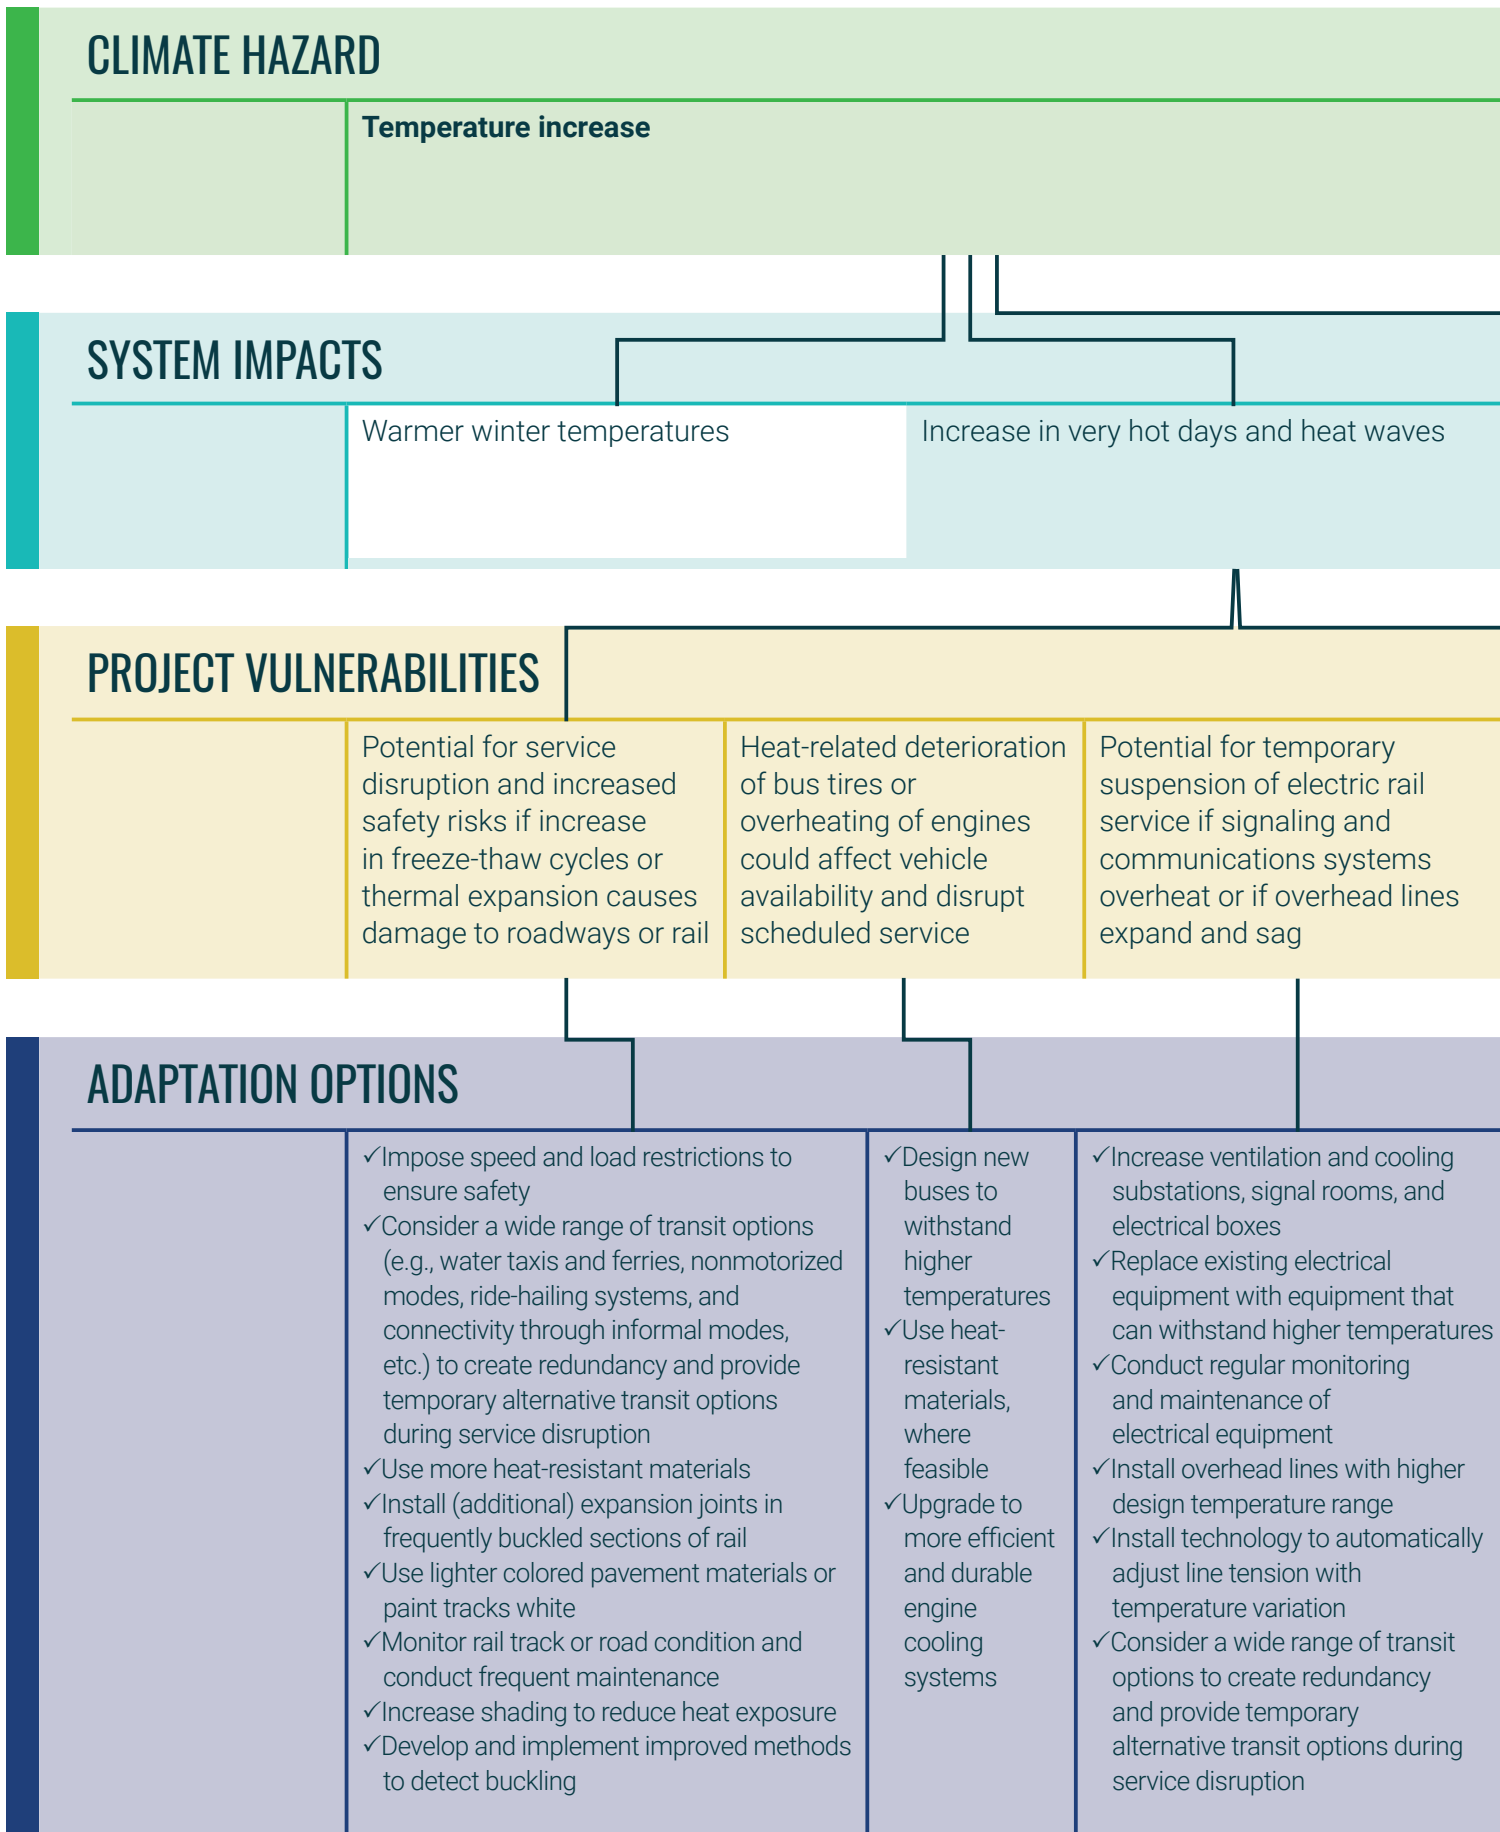 CLIMATE HAZARD
Temperature increase
SYSTEM IMPACTS
Warmer winter temperatures
Increase in very hot days and heat waves
PROJECT VULNERABILITIES
Potential for service
disruption and increased
safety risks if increase
in freeze-thaw cycles or
thermal expansion causes
damage to roadways or rail
Heat-related deterioration
of bus tires or
overheating of engines
could affect vehicle
availability and disrupt
scheduled service
Potential for temporary
suspension of electric rail
service if signaling and
communications systems
overheat or if overhead lines
expand and sag
ADAPTATION OPTIONS
✓Impose speed and load restrictions to
ensure safety
✓Consider a wide range of transit options
(e.g., water taxis and ferries, nonmotorized
modes, ride-hailing systems, and
connectivity through informal modes,
etc.) to create redundancy and provide
temporary alternative transit options
during service disruption
✓Use more heat-resistant materials
✓Install (additional) expansion joints in
frequently buckled sections of rail
✓Use lighter colored pavement materials or
paint tracks white
✓Monitor rail track or road condition and
conduct frequent maintenance
✓Increase shading to reduce heat exposure
✓Develop and implement improved methods
to detect buckling
✓Design new
buses to
withstand
higher
temperatures
✓Use heat-
resistant
materials,
where
feasible
✓Upgrade to
more efficient
and durable
engine
cooling
systems
✓Increase ventilation and cooling
substations, signal rooms, and
electrical boxes
✓Replace existing electrical
equipment with equipment that
can withstand higher temperatures
✓Conduct regular monitoring
and maintenance of
electrical equipment
✓Install overhead lines with higher
design temperature range
✓Install technology to automatically
adjust line tension with
temperature variation
✓Consider a wide range of transit
options to create redundancy
and provide temporary
alternative transit options during
service disruption